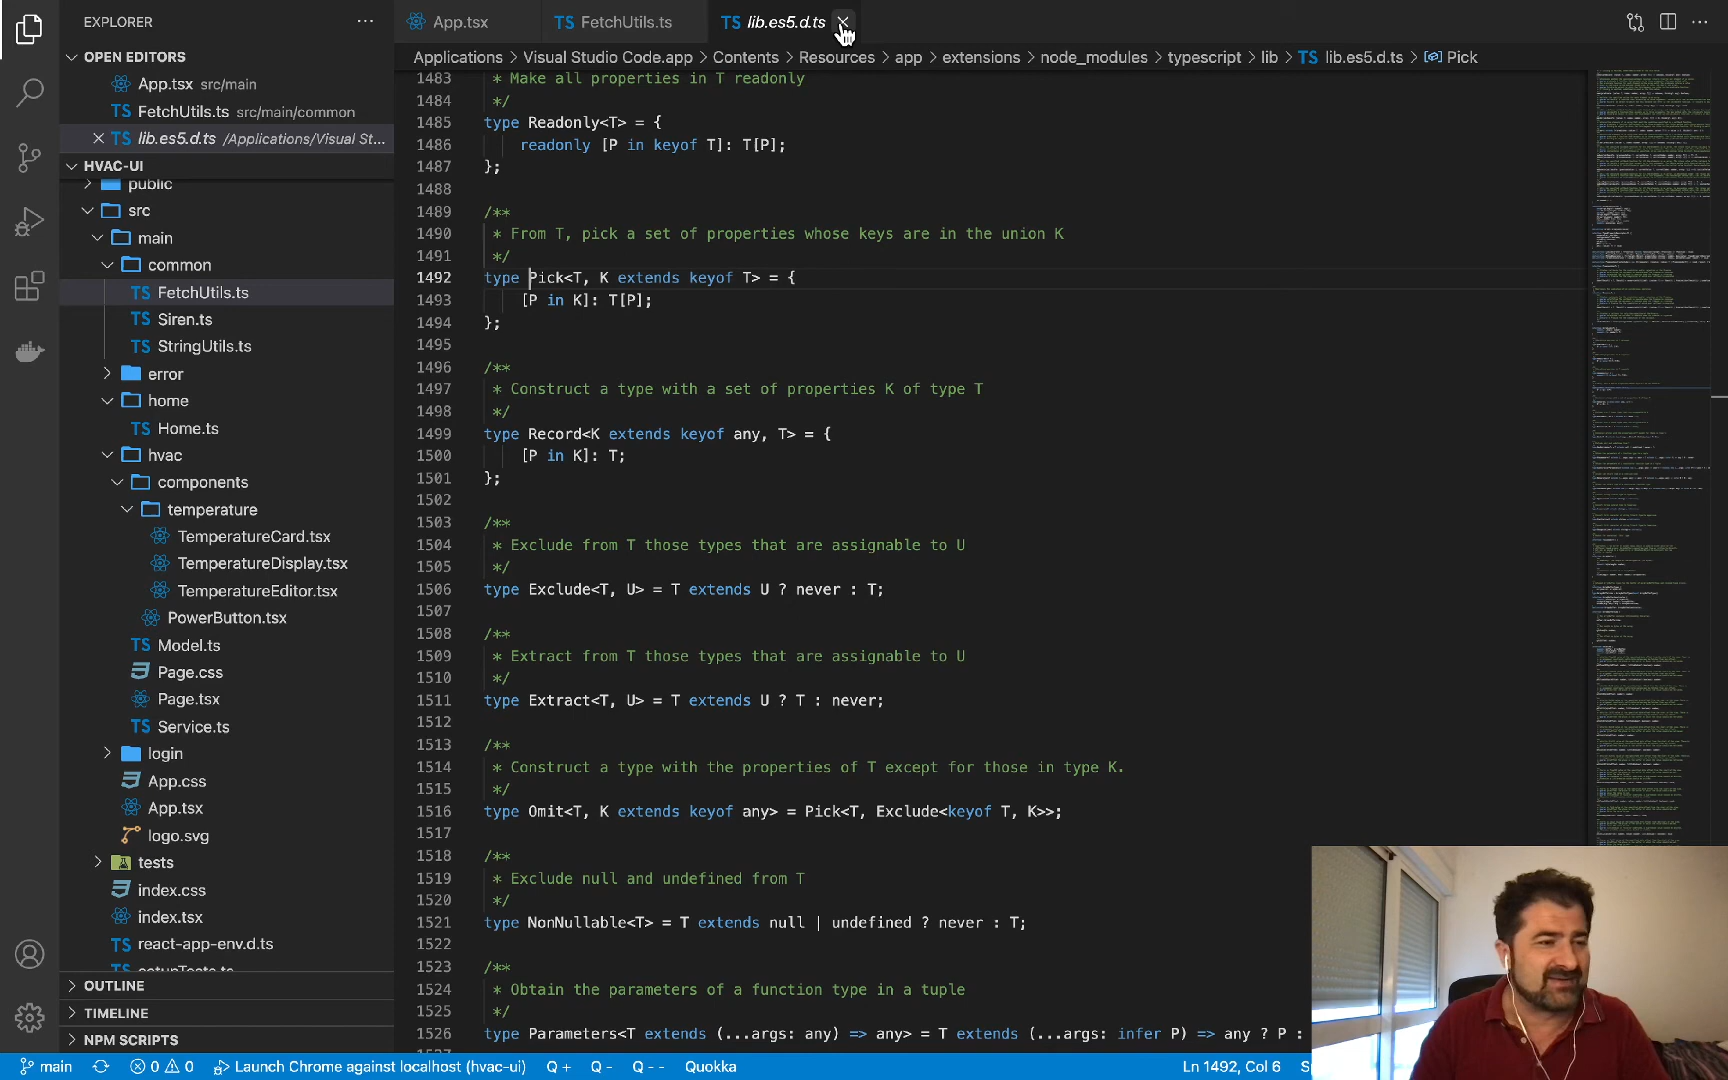 EXPLORER
OPEN EDITORS
App.tsx src/main
FetchUtils.ts src/main/common
lib.es5.d.ts /Applications/Visual St...
HVAC-UI
public
src
main
common
FetchUtils.ts
Siren.ts
StringUtils.ts
error
home
Home.ts
hvac
components
temperature
TemperatureCard.tsx
TemperatureDisplay.tsx
TemperatureEditor.tsx
PowerButton.tsx
Model.ts
Page.css
Page.tsx
Service.ts
login
App.css
App.tsx
logo.svg
tests
index.css
index.tsx
react-app-env.d.ts
setupTests.ts
OUTLINE
TIMELINE
NPM SCRIPTS
App.tsx TS FetchUtils.ts TS lib.es5.d.ts
Applications > Visual Studio Code.app > Contents > Resources > app > extensions > node_modules > typescript > lib > TS lib.es5.d.ts > Pick
1483 * Make all properties in T readonly
1484 */
1485 type Readonly<T> = {
1486 readonly [P in keyof T]: T[P];
1487 };
1488
1489 /**
1490 * From T, pick a set of properties whose keys are in the union K
1491 */
1492 type Pick<T, K extends keyof T> = {
1493 [P in K]: T[P];
1494 };
1495
1496 /**
1497 * Construct a type with a set of properties K of type T
1498 */
1499 type Record<K extends keyof any, T> = {
1500 [P in K]: T;
1501 };
1502
1503 /**
1504 * Exclude from T those types that are assignable to U
1505 */
1506 type Exclude<T, U> = T extends U ? never : T;
1507
1508 /**
1509 * Extract from T those types that are assignable to U
1510 */
1511 type Extract<T, U> = T extends U ? T : never;
1512
1513 /**
1514 * Construct a type with the properties of T except for those in type K.
1515 */
1516 type Omit<T, K extends keyof any> = Pick<T, Exclude<keyof T, K>>;
1517
1518 /**
1519 * Exclude null and undefined from T
1520 */
1521 type NonNullable<T> = T extends null | undefined ? never : T;
1522
1523 /**
1524 * Obtain the parameters of a function type in a tuple
1525 */
1526 type Parameters<T extends (...args: any) => any> = T extends (...args: infer P) => any ? P :
main 0 0 Launch Chrome against localhost (hvac-ui) Q + Q - Q - - Quokka Ln 1492, Col 6